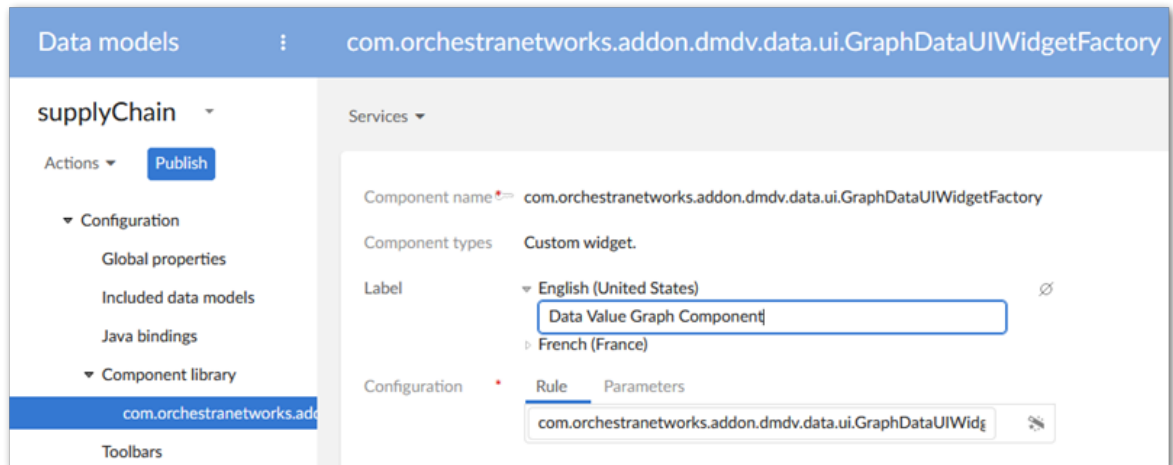 Data models
com.orchestranetworks.addon.dmdv.data.ui.GraphDataUIWidgetFactory
supplyChain
Actions
Publish
Configuration
Global properties
Included data models
Java bindings
Component library
com.orchestranetworks.add
Toolbars
Services
Component name* com.orchestranetworks.addon.dmdv.data.ui.GraphDataUIWidgetFactory
Component types Custom widget.
Label English (United States)
Data Value Graph Component
French (France)
Configuration * Rule Parameters
com.orchestranetworks.addon.dmdv.data.ui.GraphDataUIWidg